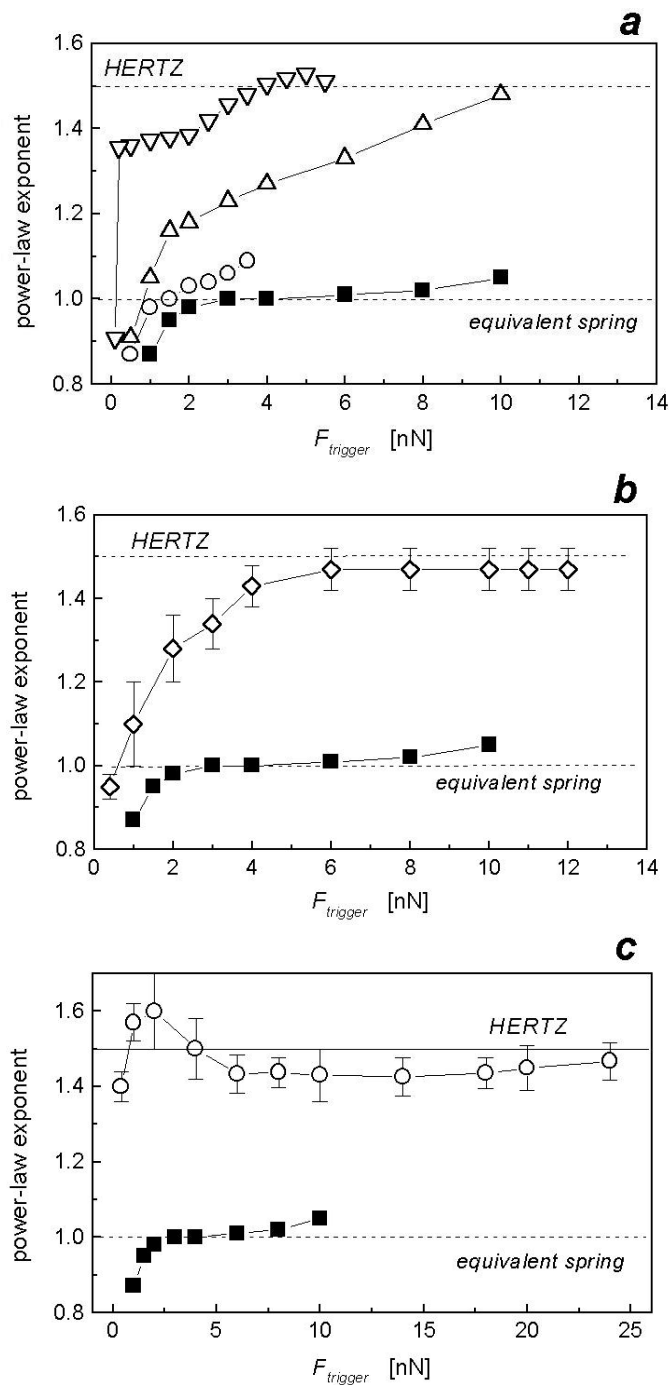 a
1.6
HERTZ
1.4
1.2
1.0
equivalent spring
0.8
power-law exponent
0 2 4 6 8 10 12 14
F trigger [nN]
b
1.6
HERTZ
1.4
1.2
1.0
equivalent spring
0.8
power-law exponent
0 2 4 6 8 10 12 14
F trigger [nN]
c
1.6
HERTZ
1.4
1.2
1.0
equivalent spring
0.8
power-law exponent
0 5 10 15 20 25
F trigger [nN]